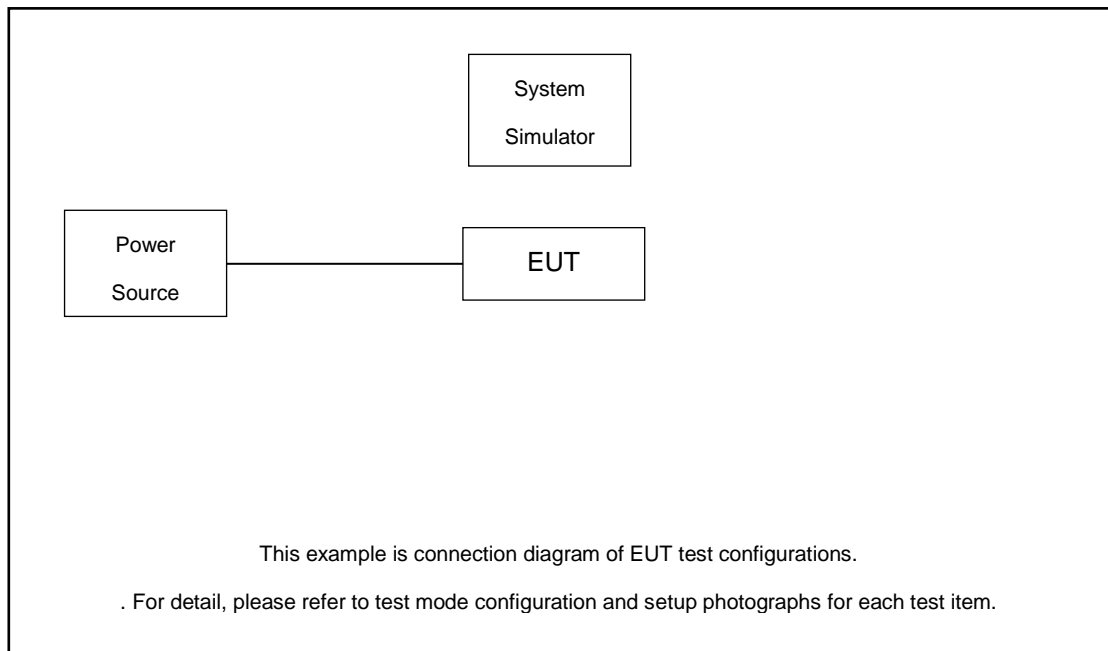 System
Simulator
Power
Source
EUT
This example is connection diagram of EUT test configurations.
. For detail, please refer to test mode configuration and setup photographs for each test item.